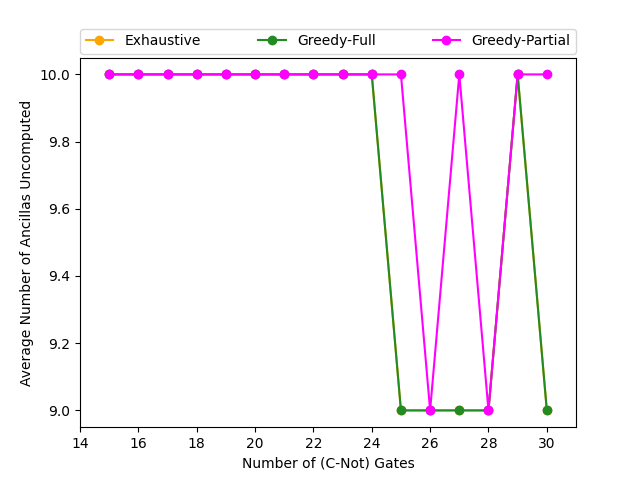 Exhaustive Greedy-Full Greedy-Partial
10.0
9.8
9.6
9.4
9.2
9.0
Average Number of Ancillas Uncomputed
14 16 18 20 22 24 26 28 30
Number of (C-Not) Gates